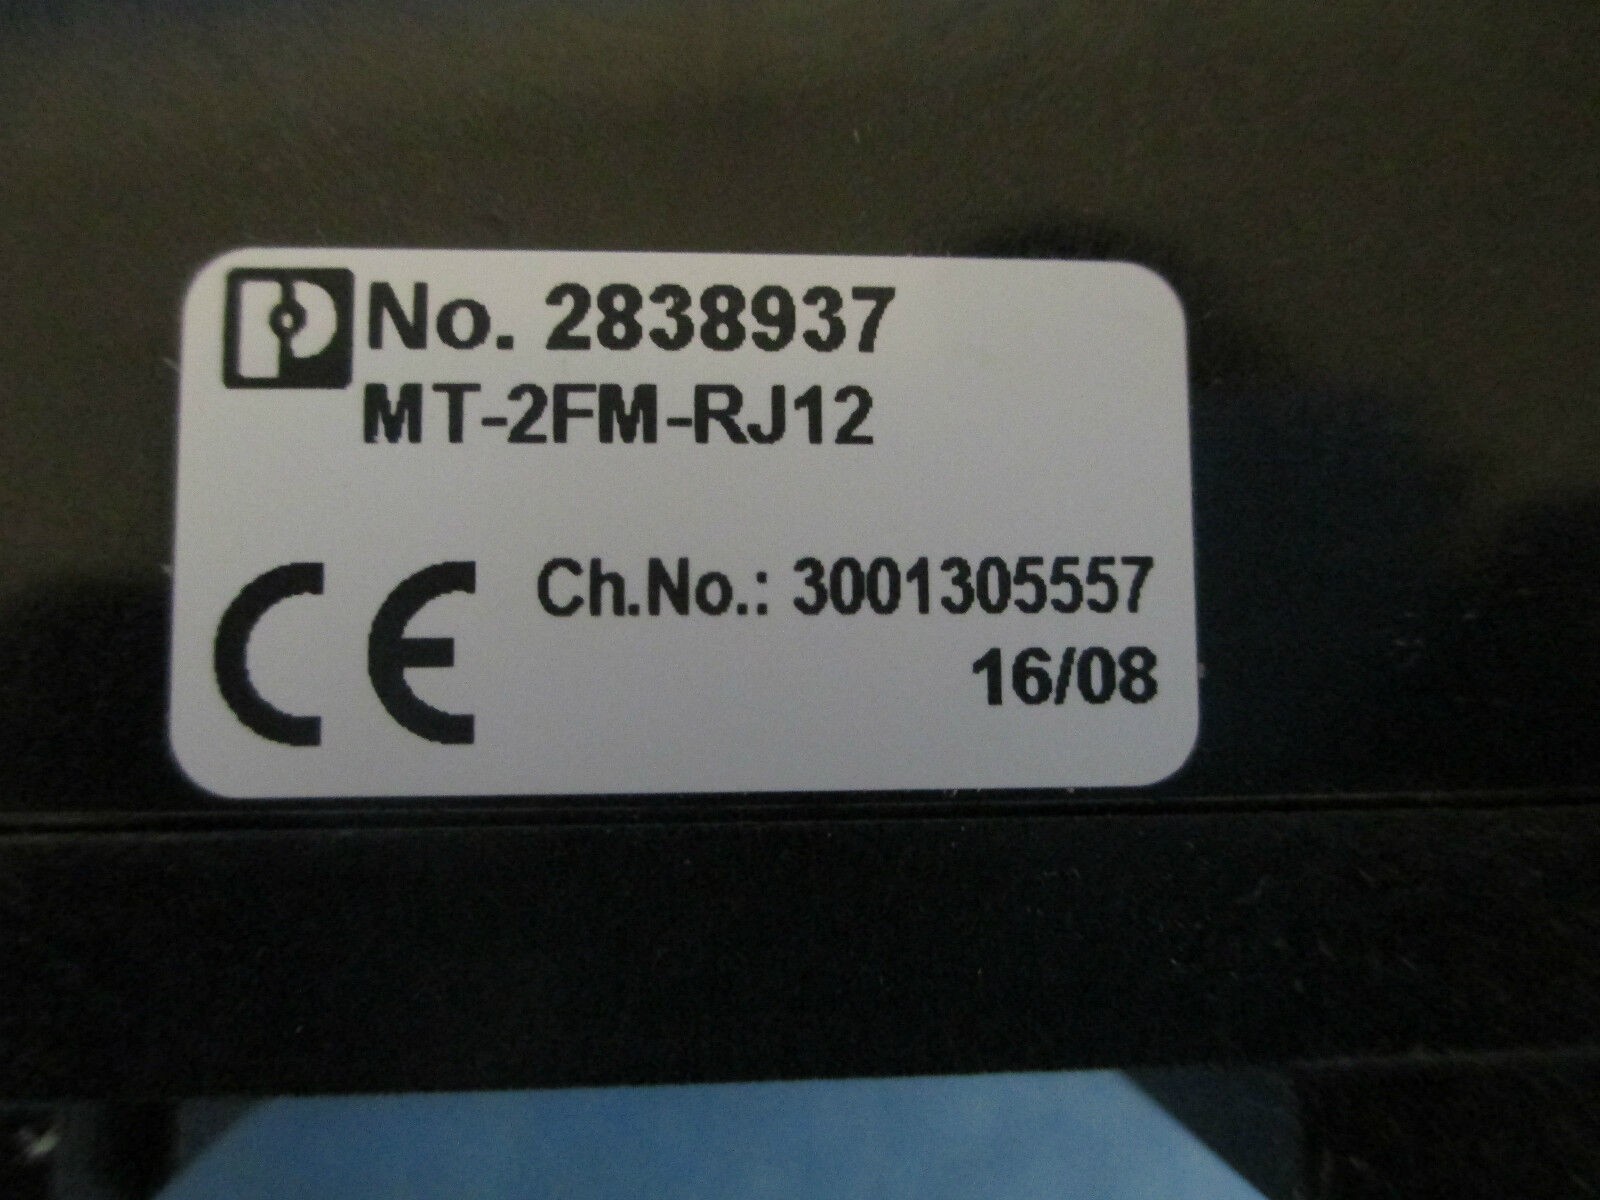 No. 2838937
MT-2FM-RJ12
CE Ch.No.: 3001305557
16/08